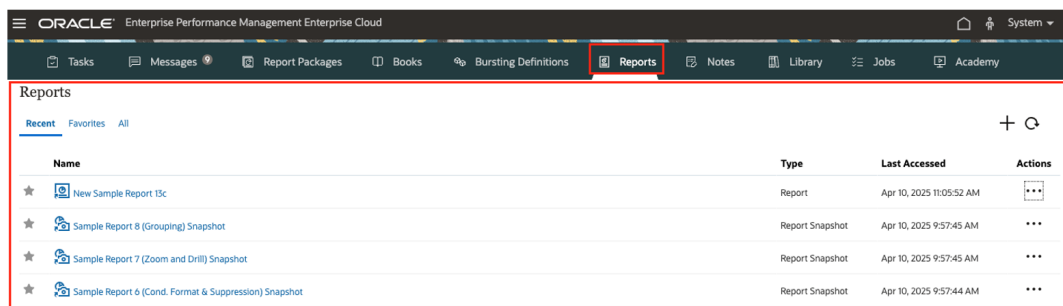 ORACLE Enterprise Performance Management Enterprise Cloud System
Tasks Messages 9 Report Packages Books Bursting Definitions Reports Notes Library Jobs Academy
Reports
Recent Favorites All
Name Type Last Accessed Actions
New Sample Report 13c Report Apr 10, 2025 11:05:52 AM
Sample Report 8 (Grouping) Snapshot Report Snapshot Apr 10, 2025 9:57:45 AM
Sample Report 7 (Zoom and Drill) Snapshot Report Snapshot Apr 10, 2025 9:57:45 AM
Sample Report 6 (Cond. Format & Suppression) Snapshot Report Snapshot Apr 10, 2025 9:57:44 AM